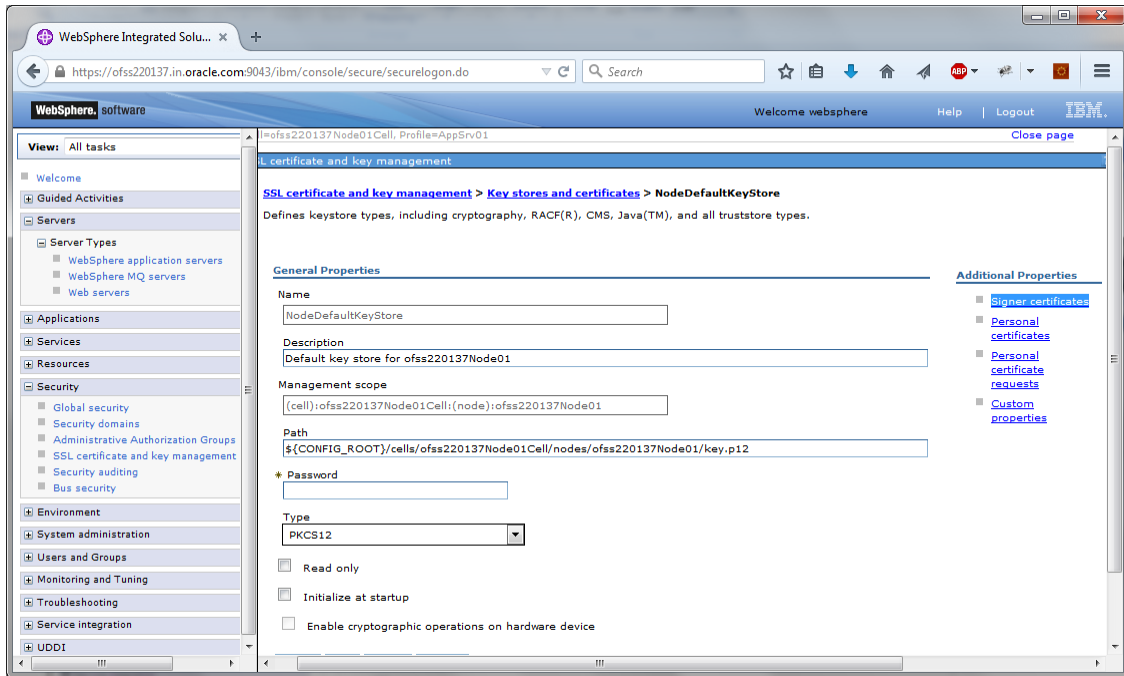 WebSphere Integrated Solu... ×
+
https://ofss220137.in.oracle.com:9043/ibm/console/secure/securelogon.do
Search
ABP
WebSphere. software
Welcome websphere
Help | Logout
IBM.
View: All tasks
Welcome
Guided Activities
Servers
Server Types
WebSphere application servers
WebSphere MQ servers
Web servers
Applications
Services
Resources
Security
Global security
Security domains
Administrative Authorization Groups
SSL certificate and key management
Security auditing
Bus security
Environment
System administration
Users and Groups
Monitoring and Tuning
Troubleshooting
Service integration
UDDI
l=ofss220137Node01Cell, Profile=AppSrv01
Close page
SL certificate and key management
SSL certificate and key management > Key stores and certificates > NodeDefaultKeyStore
Defines keystore types, including cryptography, RACF(R), CMS, Java(TM), and all truststore types.
General Properties
Name
NodeDefaultKeyStore
Description
Default key store for ofss220137Node01
Management scope
(cell):ofss220137Node01Cell:(node):ofss220137Node01
Path
${CONFIG_ROOT}/cells/ofss220137Node01Cell/nodes/ofss220137Node01/key.p12
* Password
Type
PKCS12
Read only
Initialize at startup
Enable cryptographic operations on hardware device
Additional Properties
Signer certificates
Personal
certificates
Personal
certificate
requests
Custom
properties